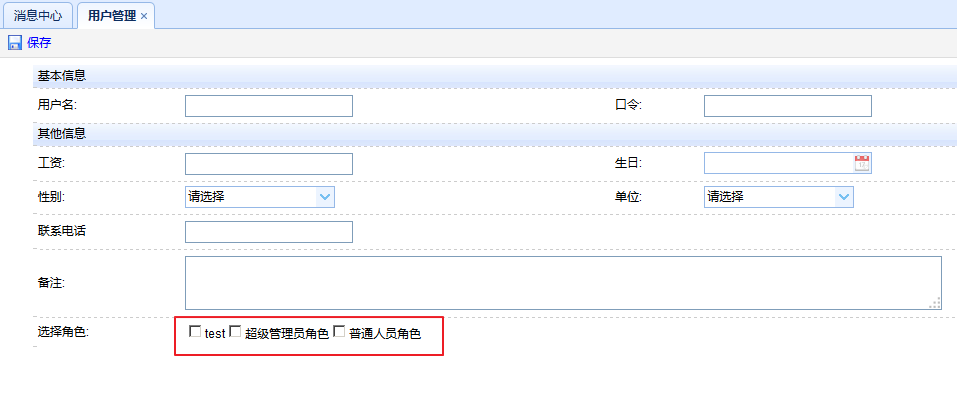 消息中心 用户管理 ×
保存
基本信息
用户名: 口令:
其他信息
工资: 生日:
性别: 请选择 单位: 请选择
联系电话
备注:
选择角色: test 超级管理员角色 普通人员角色